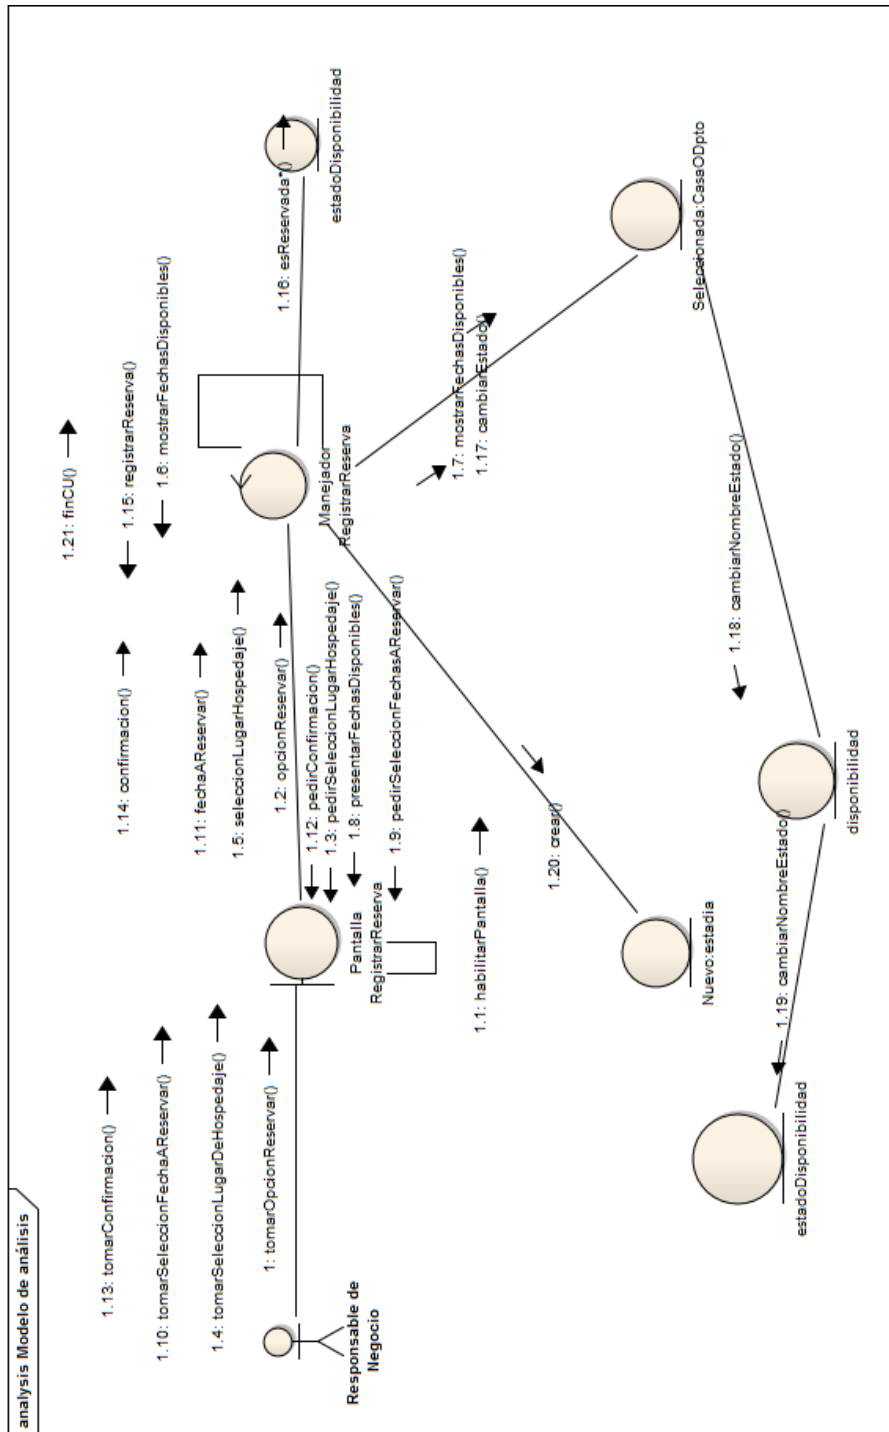 analysis Modelo de análisis
1.13: tomarConfirmacion()
1.10: tomarSeleccionFechaAReservar()
1.4: tomarSeleccionLugarDeHospedaje()
1: tomarOpcionReservar()
Responsable de
Negocio
1.21: finCU()
1.14: confirmacion()
1.15: registrarReserva()
1.6: mostrarFechasDisponibles()
1.11: fechaAReservar()
1.5: seleccionLugarHospedaje()
1.2: opcionReservar()
1.12: pedirConfirmacion()
1.3: pedirSeleccionLugarHospedaje()
1.8: presentarFechasDisponibles()
1.9: pedirSeleccionFechasAReservar()
Pantalla
RegistrarReserva
1.1: habilitarPantalla()
Manejador
RegistrarReserva
1.16: esReservada*()
estadoDisponibilidad
1.7: mostrarFechasDisponibles()
1.17: cambiarEstado()
Seleccionada:CasaODpto
1.20: crear()
Nuevo:estadia
1.18: cambiarNombreEstado()
disponibilidad
1.19: cambiarNombreEstado()
estadoDisponibilidad